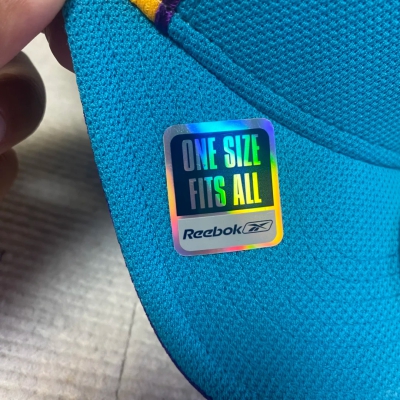 ONE SIZE
FITS ALL
Reebok